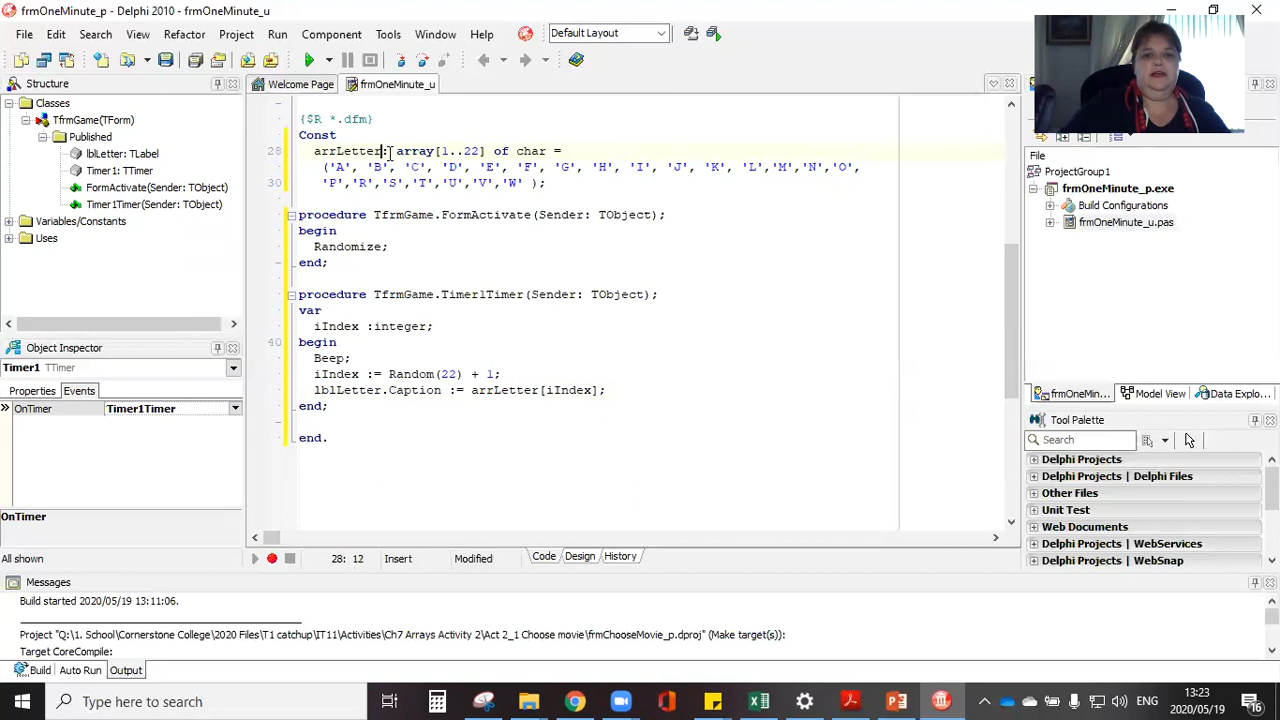 frmOneMinute_p - Delphi 2010 - frmOneMinute_u
File Edit Search View Refactor Project Run Component Tools Window Help Default Layout
Structure
Welcome Page frmOneMinute_u
Classes
TfrmGame(TForm)
Published
lblLetter: TLabel
Timer1: TTimer
FormActivate(Sender: TObject)
Timer1Timer(Sender: TObject)
Variables/Constants
Uses
{$R *.dfm}
Const
28 : array[1..22] of char =
('A', 'B', 'C', 'D', 'E', 'F', 'G', 'H', 'I', 'J', 'K', 'L','M','N','O',
30 'P','R','S','T','U','V','W' );
procedure TfrmGame.FormActivate(Sender: TObject);
begin
Randomize;
end;
procedure TfrmGame.Timer1Timer(Sender: TObject);
var
iIndex :integer;
40 begin
Beep;
iIndex := Random(22) + 1;
lblLetter.Caption := arrLetter[iIndex];
end;
end.
28: 12 Insert Modified Code Design History
File
ProjectGroup1
frmOneMinute_p.exe
Build Configurations
frmOneMinute_u.pas
frmOneMin... Model View Data Explo...
Tool Palette
Search
Delphi Projects
Delphi Projects | Delphi Files
Other Files
Unit Test
Web Documents
Delphi Projects | WebServices
Delphi Projects | WebSnap
Object Inspector
Timer1 TTimer
Properties Events
OnTimer Timer1Timer
OnTimer
All shown
Messages
Build started 2020/05/19 13:11:06.
Project "Q:\1. School\Cornerstone College\2020 Files\T1 catchup\IT11\Activities\Ch7 Arrays Activity 2\Act 2_1 Choose movie\frmChooseMovie_p.dproj" (Make target(s)):
Target CoreCompile:
Build Auto Run Output
Type here to search
ENG
13:23
2020/05/19
16